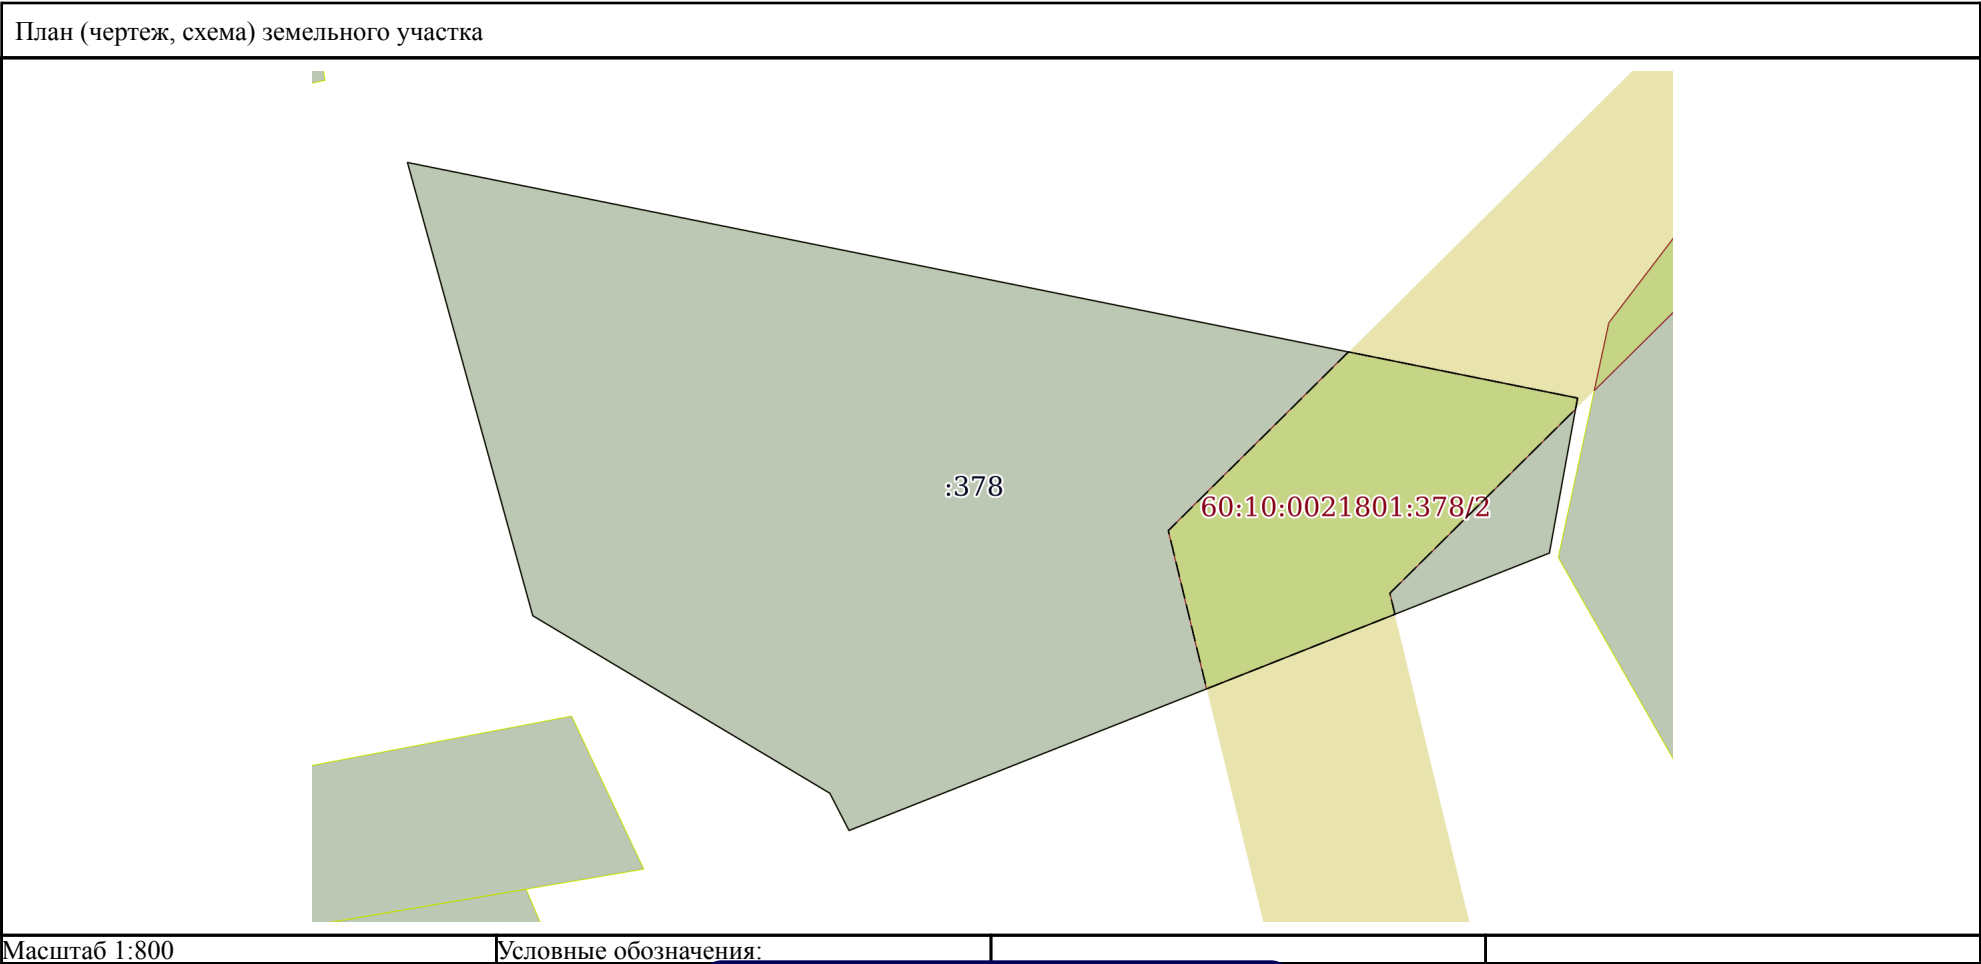 План (чертеж, схема) земельного участка
:378
60:10:0021801:378/2
Масштаб 1:800
Условные обозначения: